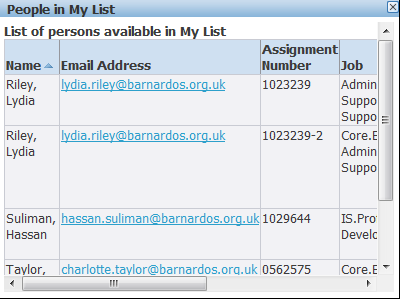 People in My List
List of persons available in My List
Name Email Address Assignment Number Job
Riley, Lydia lydia.riley@barnardos.org.uk 1023239 Admin Suppo Suppo
Riley, Lydia lydia.riley@barnardos.org.uk 1023239-2 Core.E Admin Suppo
Suliman, Hassan hassan.suliman@barnardos.org.uk 1029644 IS.Pro Develo
Taylor, charlotte.taylor@barnardos.org.uk 0562575 Core.E